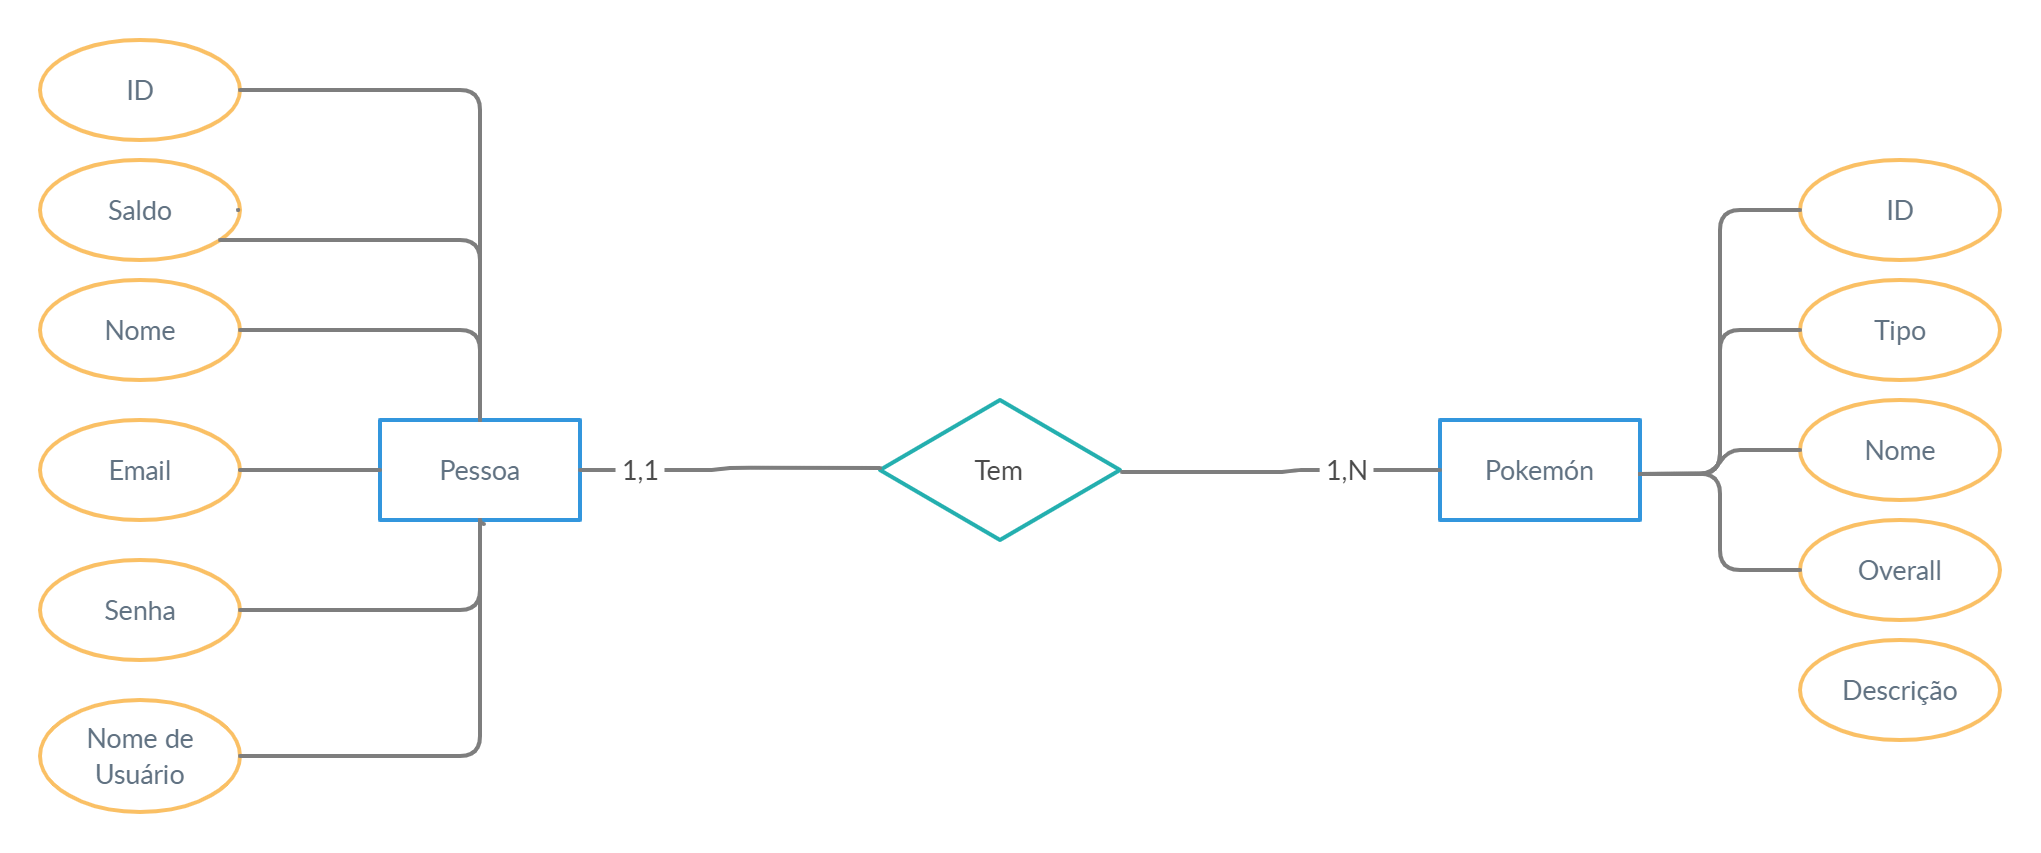 ID
Saldo
Nome
Email
Senha
Nome de
Usuário
Pessoa
1,1
Tem
1,N
Pokemón
ID
Tipo
Nome
Overall
Descrição